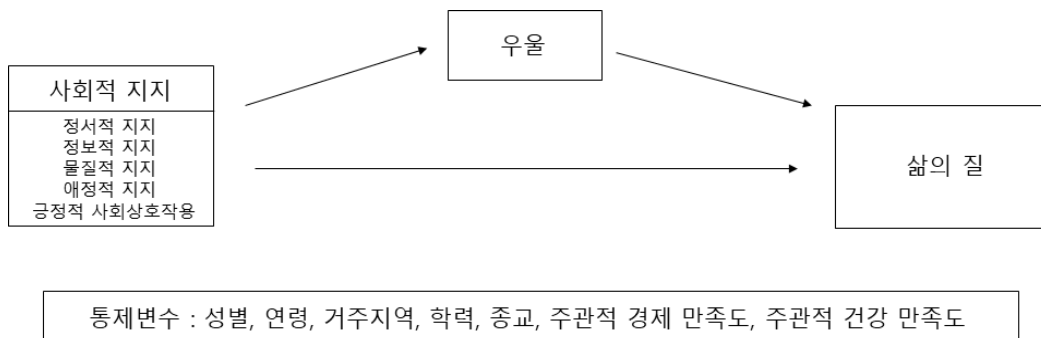 우울
사회적 지지
정서적 지지
정보적 지지
물질적 지지
애정적 지지
긍정적 사회상호작용
삶의 질
통제변수 : 성별, 연령, 거주지역, 학력, 종교, 주관적 경제 만족도, 주관적 건강 만족도